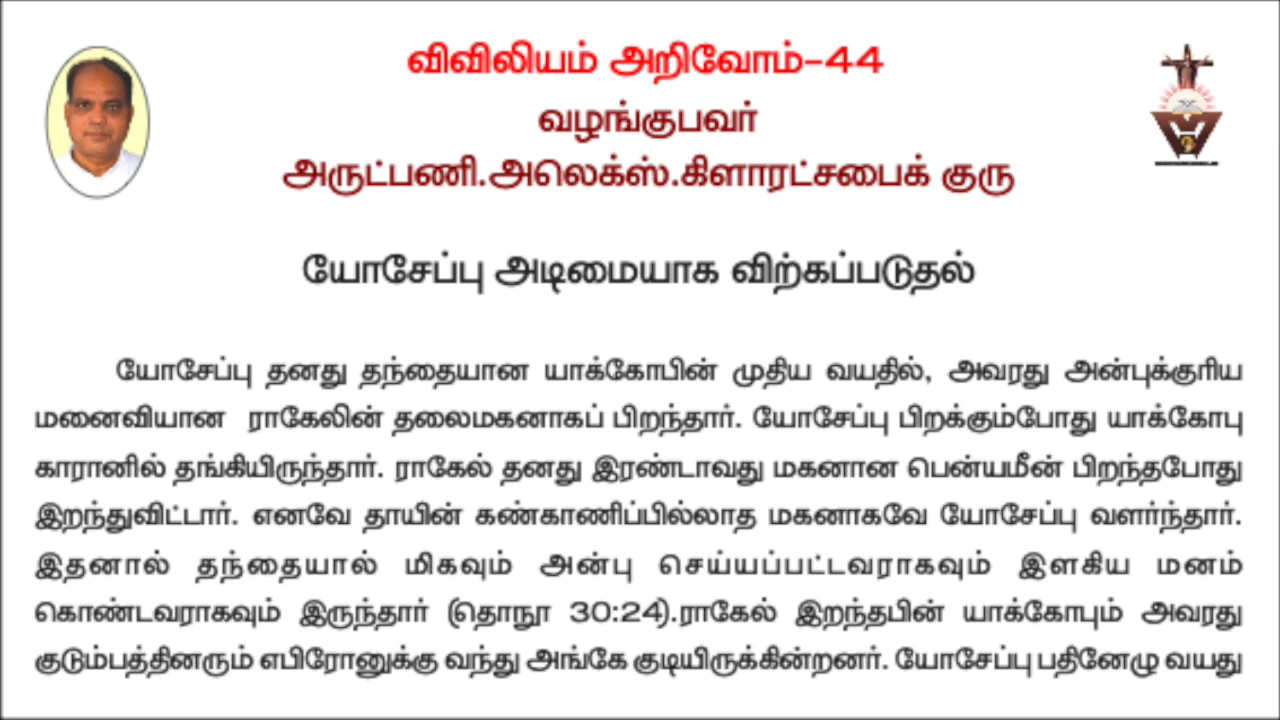 விவிலியம் அறிவோம்-44
வழங்குபவர்
அருட்பணி.அலெக்ஸ்.கிளாரட்சபைக் குரு
யோசேப்பு அடிமையாக விற்கப்படுதல்
யோசேப்பு தனது தந்தையான யாக்கோபின் முதிய வயதில், அவரது அன்புக்குரிய
மனைவியான ராகேலின் தலைமகனாகப் பிறந்தார். யோசேப்பு பிறக்கும்போது யாக்கோபு
காரானில் தங்கியிருந்தார். ராகேல் தனது இரண்டாவது மகனான பென்யமீன் பிறந்தபோது
இறந்துவிட்டார். எனவே தாயின் கண்காணிப்பில்லாத மகனாகவே யோசேப்பு வளர்ந்தார்.
இதனால் தந்தையால் மிகவும் அன்பு செய்யப்பட்டவராகவும் இளகிய மனம்
கொண்டவராகவும் இருந்தார் (தொநூ 30:24).ராகேல் இறந்தபின் யாக்கோபும் அவரது
குடும்பத்தினரும் எபிரோனுக்கு வந்து அங்கே குடியிருக்கின்றனர். யோசேப்பு பதினேழு வயது